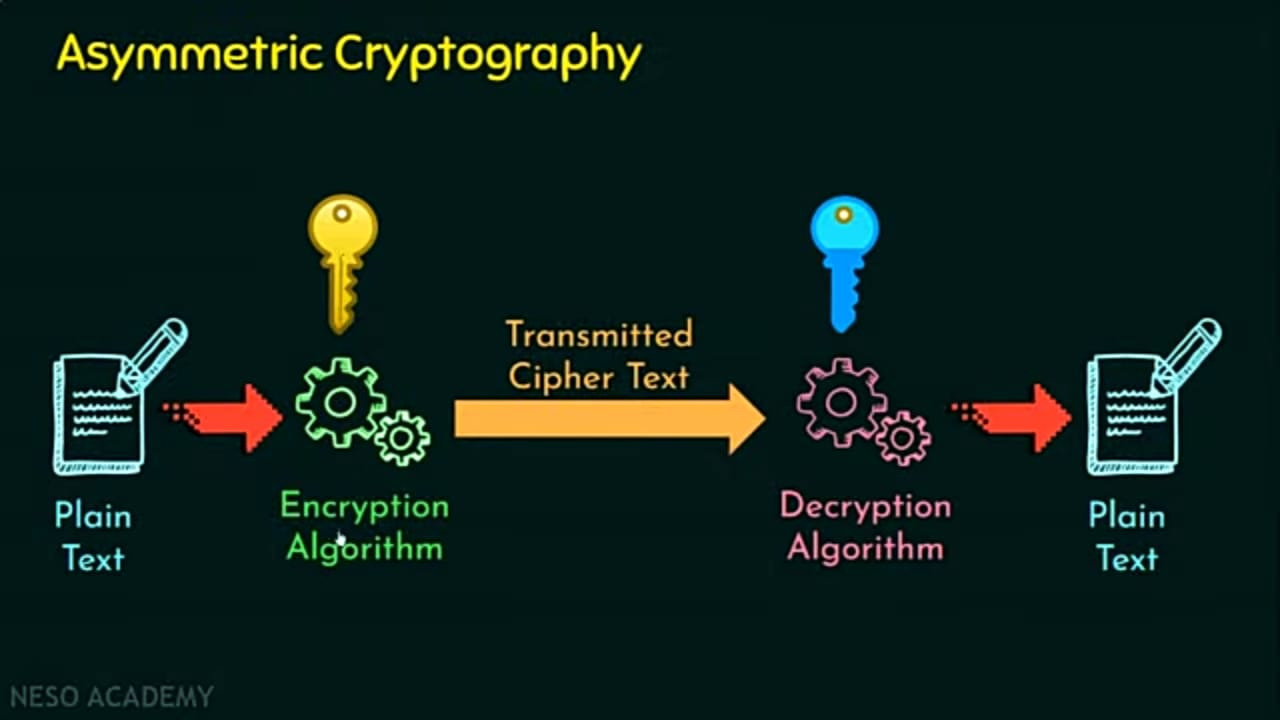 Asymmetric Cryptography
Transmitted
Cipher Text
Plain
Text
Encryption
Algorithm
Decryption
Algorithm
Plain
Text
NESO ACADEMY